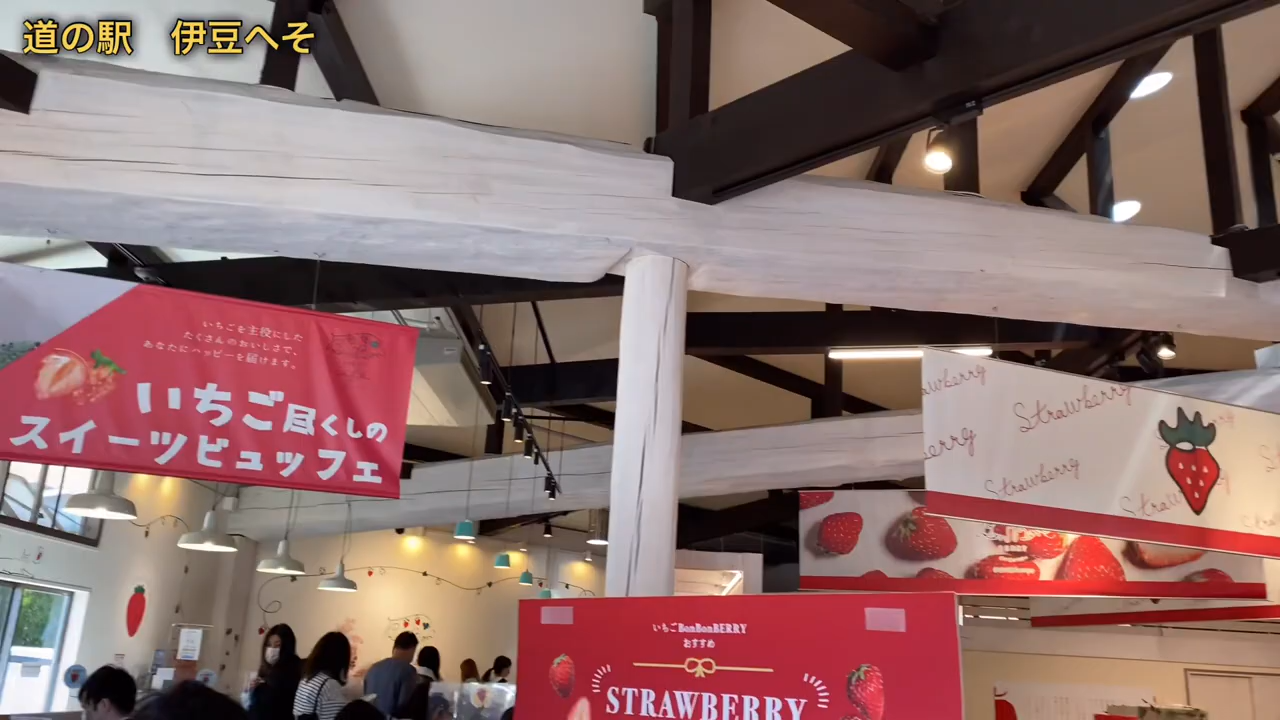 道の駅　伊豆へそ
いちごを主役にした
たくさんのおいしさで、
あなたにハッピーを届けます。
いちご尽くしの
スイーツビュッフェ
awberry
Strawberry
berry
Strawberry
Straw
いちごBonBonBERRY
おすすめ
STRAWBERRY